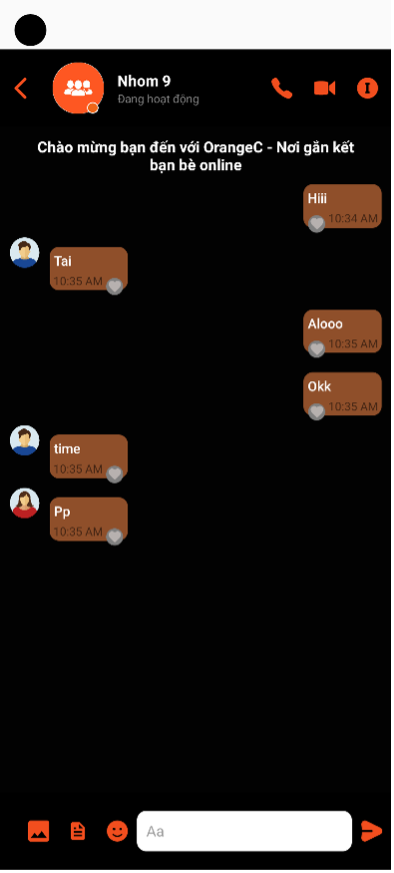 Nhom 9
Đang hoạt động
Chào mừng bạn đến với OrangeC - Nơi gắn kết
bạn bè online
Hiii
10:34 AM
Tai
10:35 AM
Alooo
10:35 AM
Okk
10:35 AM
time
10:35 AM
Pp
10:35 AM
Aa